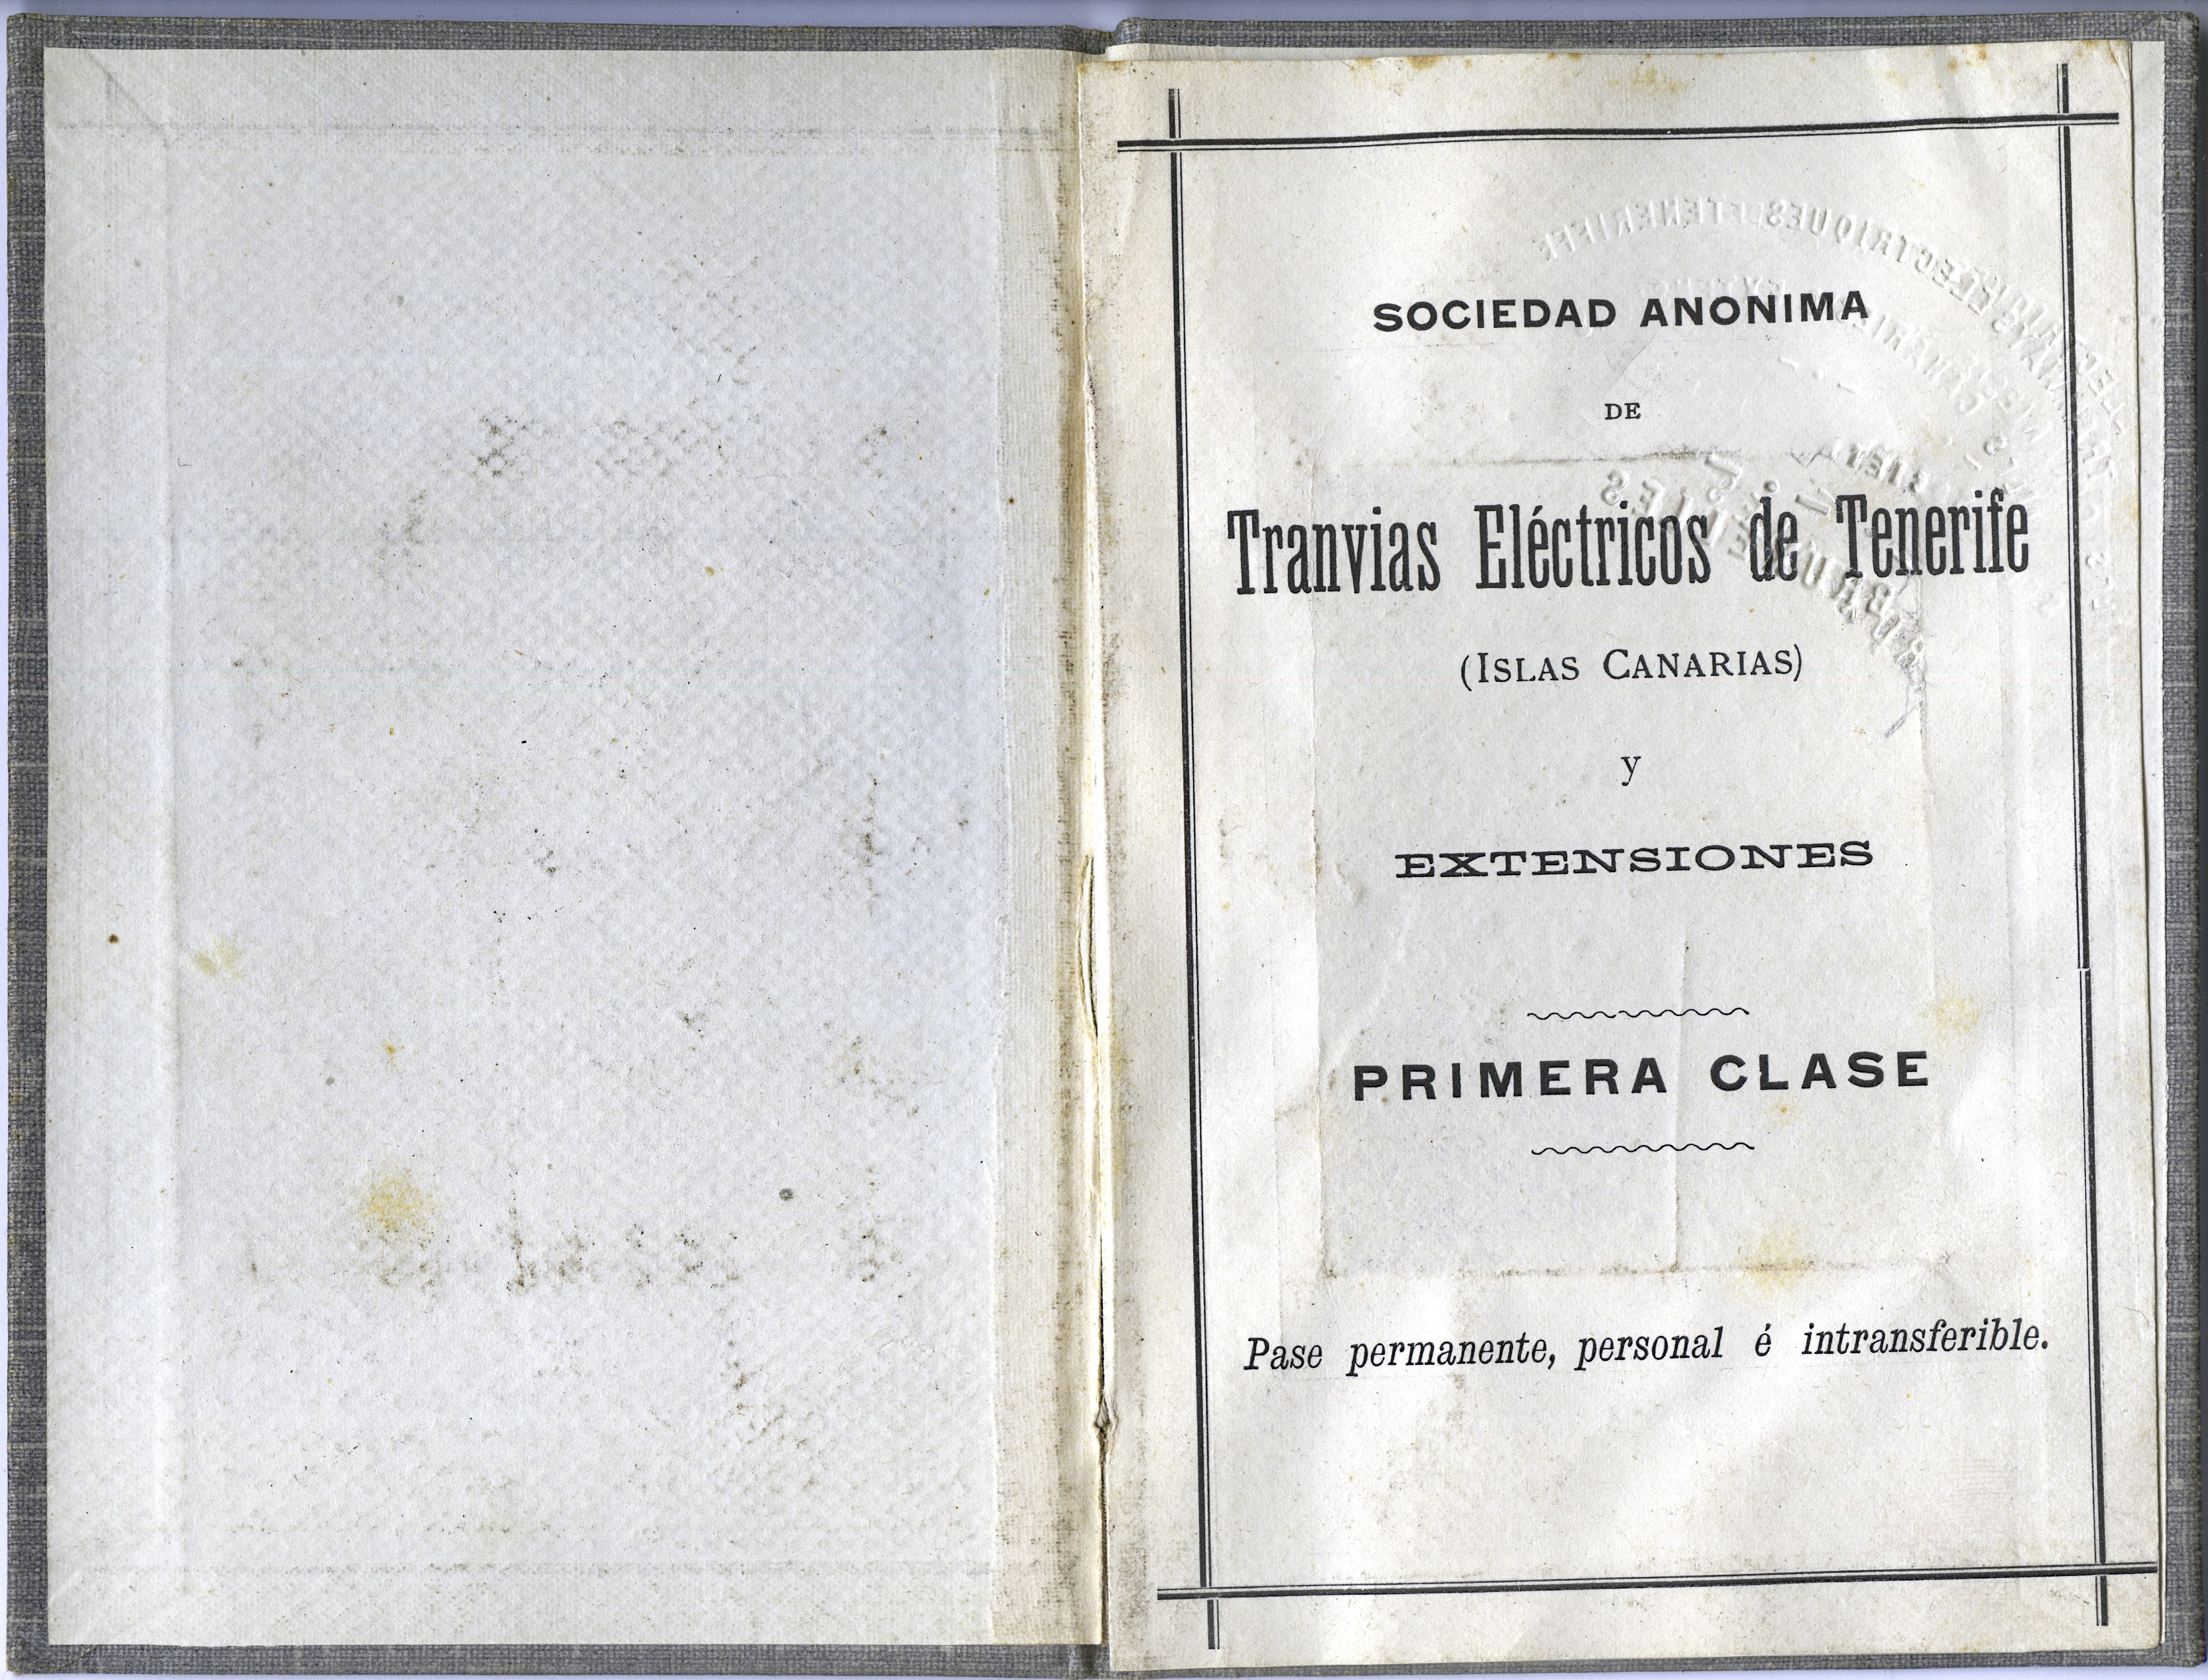 SOCIEDAD ANONIMA
DE
Tranvias Eléctricos de Tenerife
(ISLAS CANARIAS)
y
EXTENSIONES
PRIMERA CLASE
Pase permanente, personal é intransferible.